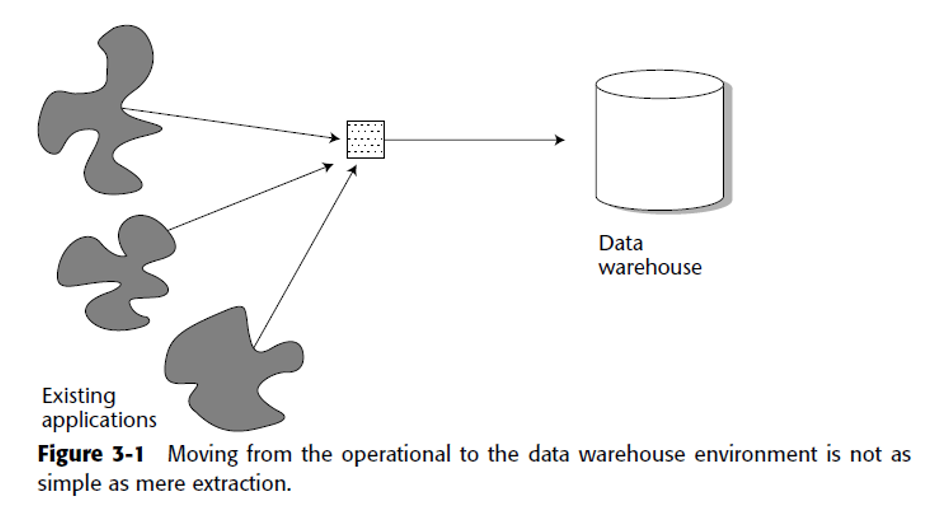 Data
warehouse
Existing
applications
Figure 3-1 Moving from the operational to the data warehouse environment is not as
simple as mere extraction.